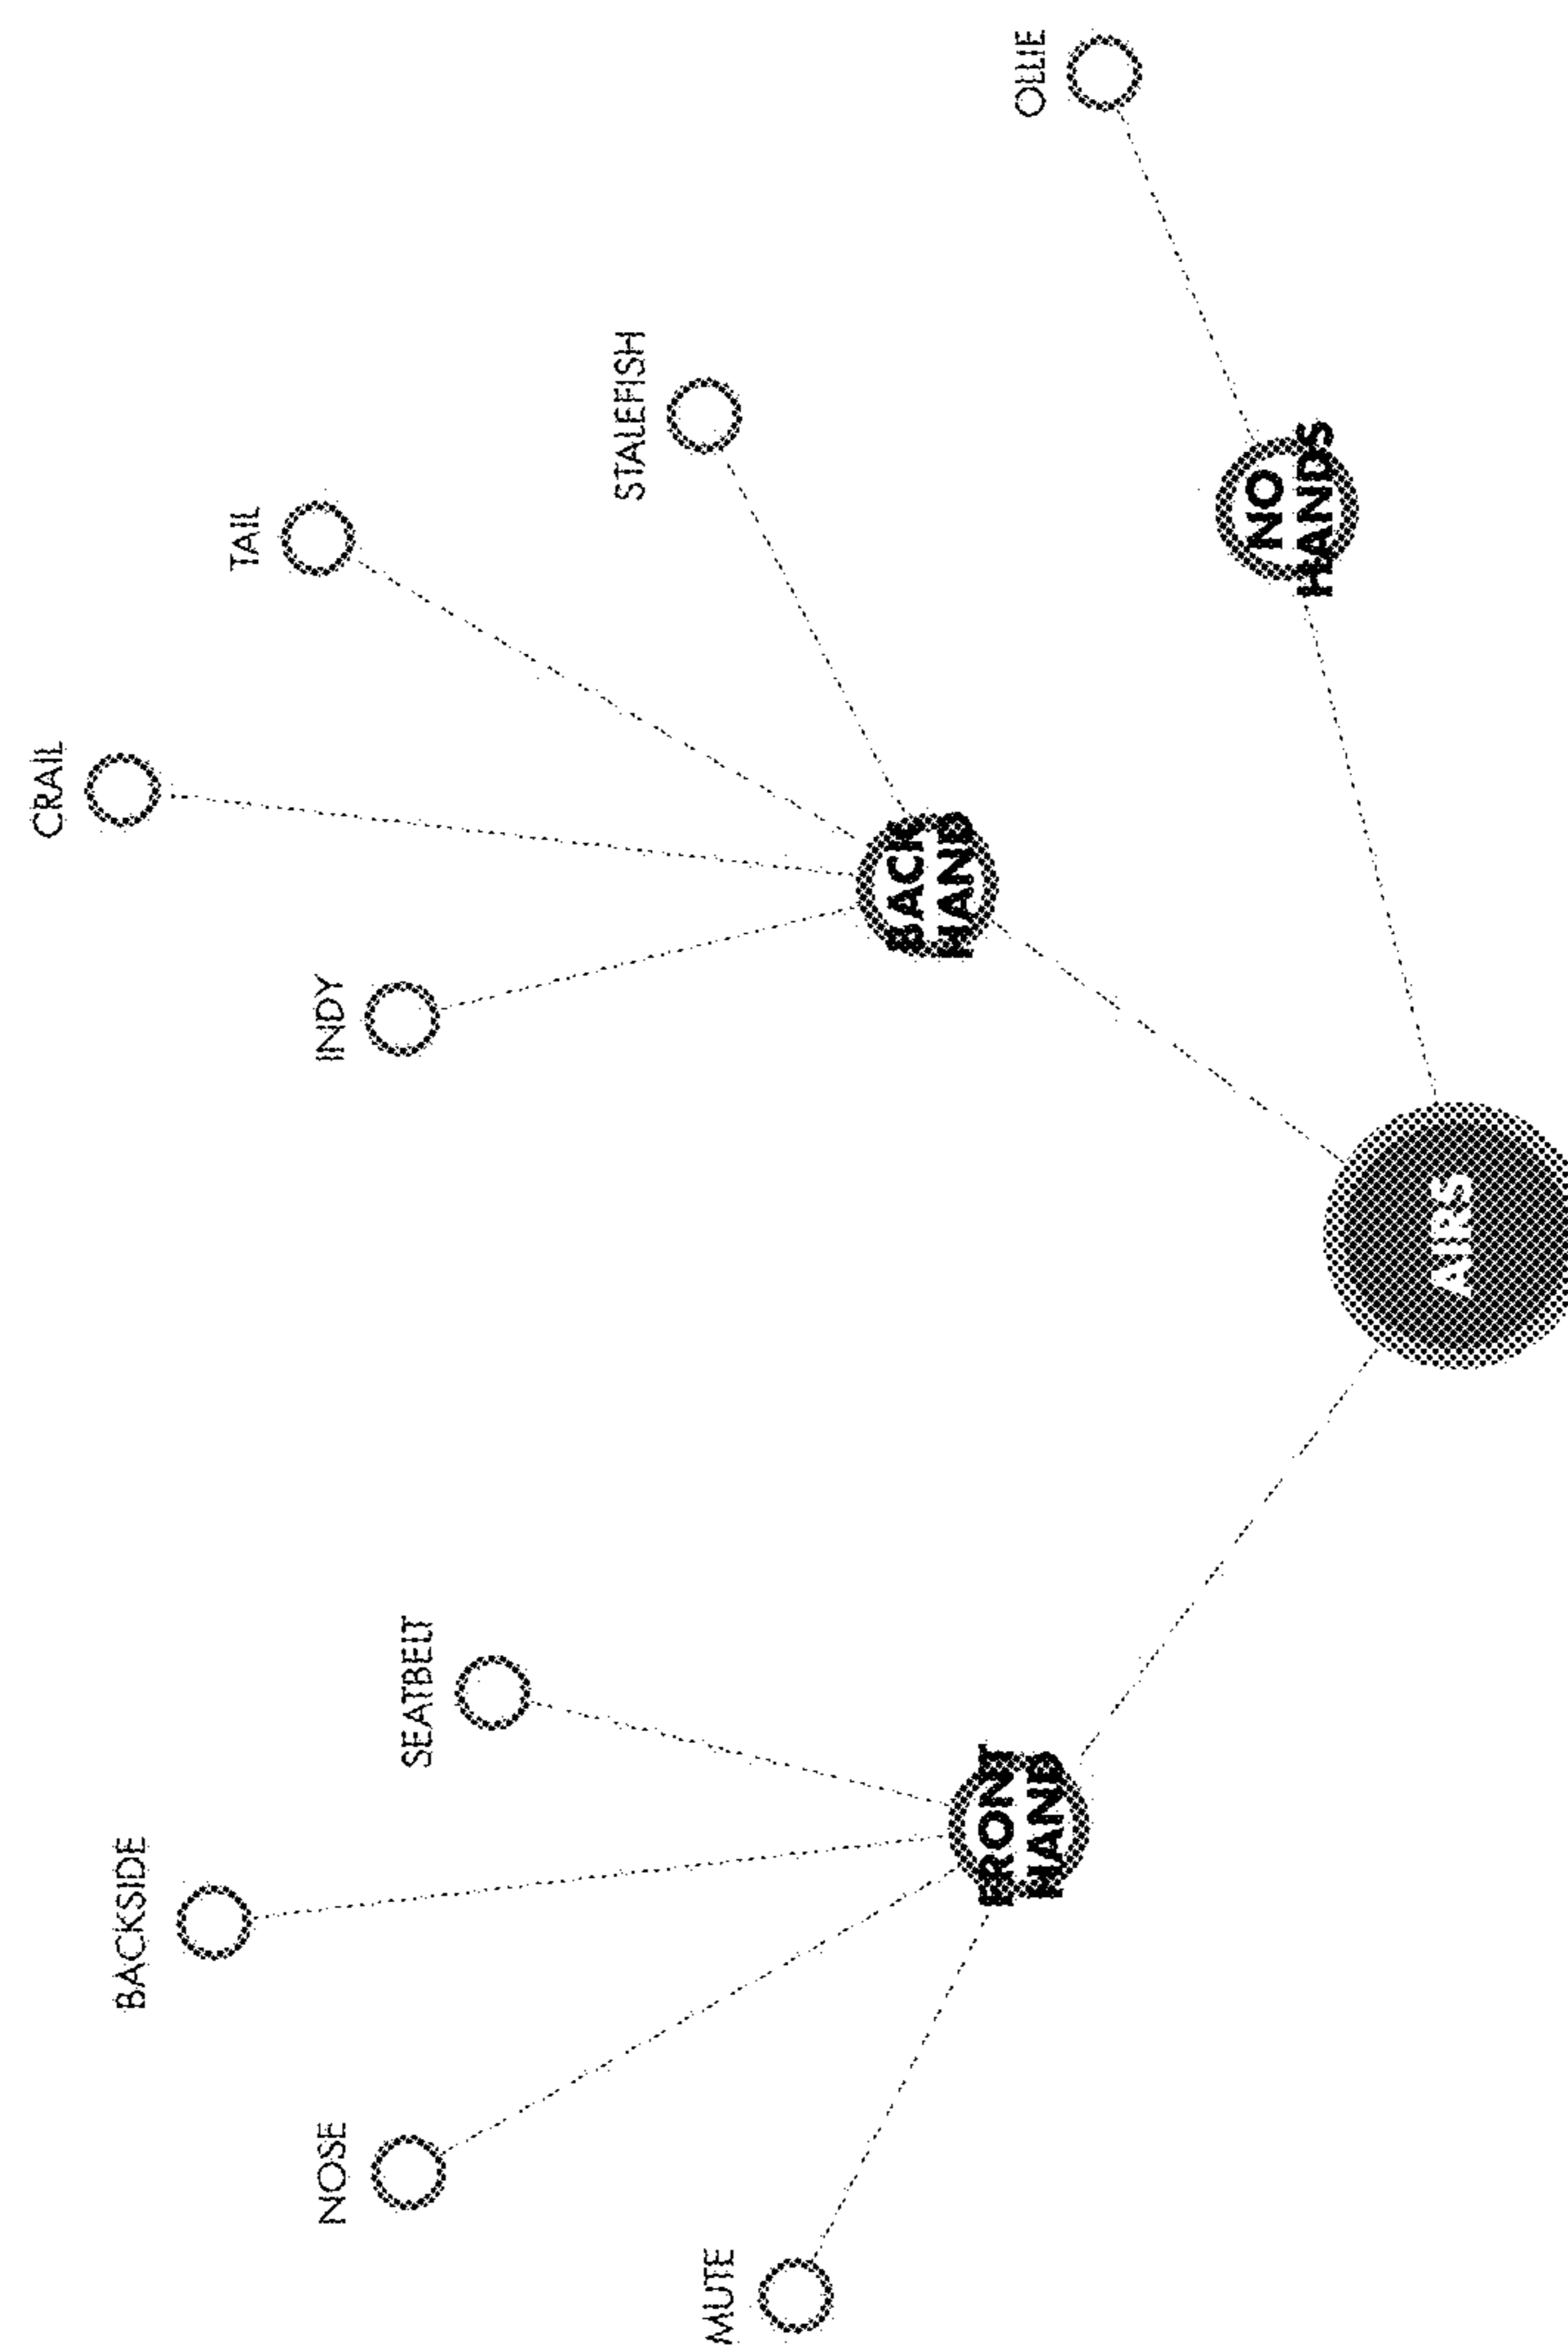 MUTE
NOSE
BACKSIDE
SEATBELT
FRONT
HAND
INDY
CRAIL
TAIL
STALEFISH
BACK
HAND
OLLIE
NO
HANDS
AIRS